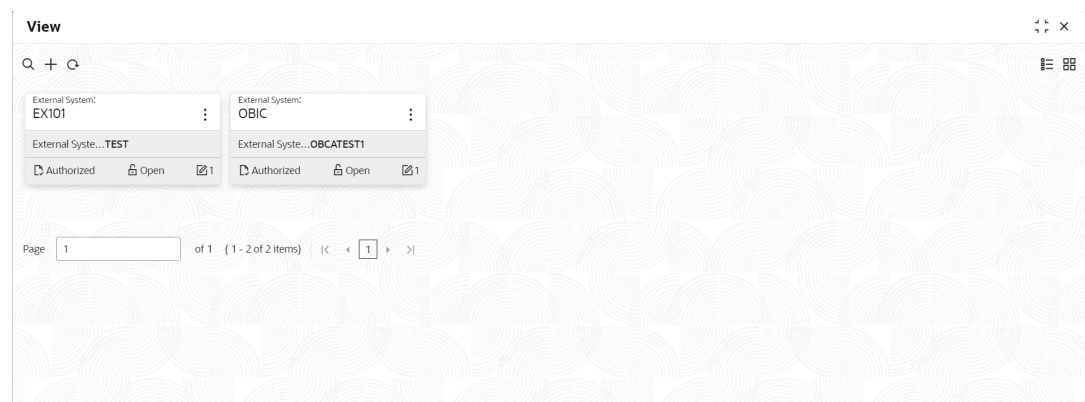 View
External System:
EX101
External Syste...TEST
Authorized Open 1
External System:
OBIC
External Syste...OBCATEST1
Authorized Open 1
Page 1 of 1 (1 - 2 of 2 items) 1